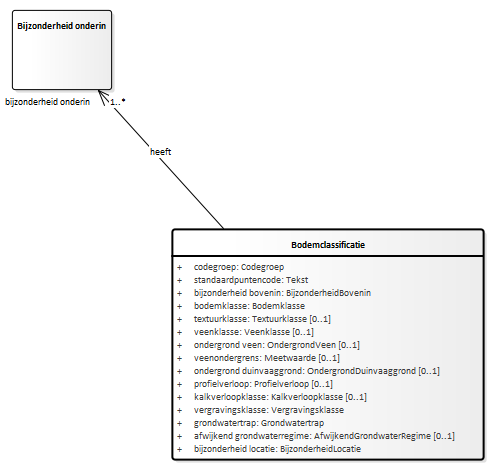 Bijzonderheid onderin
bijzonderheid onderin
1..*
heeft
Bodemclassificatie
+ codegroep: Codegroep
+ standaardpuntencode: Tekst
+ bijzonderheid bovenin: BijzonderheidBovenin
+ bodemklasse: Bodemklasse
+ textuurklasse: Textuurklasse [0..1]
+ veenklasse: Veenklasse [0..1]
+ ondergrond veen: OndergrondVeen [0..1]
+ veenondergrens: Meetwaarde [0..1]
+ ondergrond duinvaaggrond: OndergrondDuinvaaggrond [0..1]
+ profielverloop: Profielverloop [0..1]
+ kalkverloopklasse: Kalkverloopklasse [0..1]
+ vergravingsklasse: Vergravingsklasse
+ grondwatertrap: Grondwatertrap
+ afwijkend grondwaterregime: AfwijkendGrondwaterRegime [0..1]
+ bijzonderheid locatie: BijzonderheidLocatie